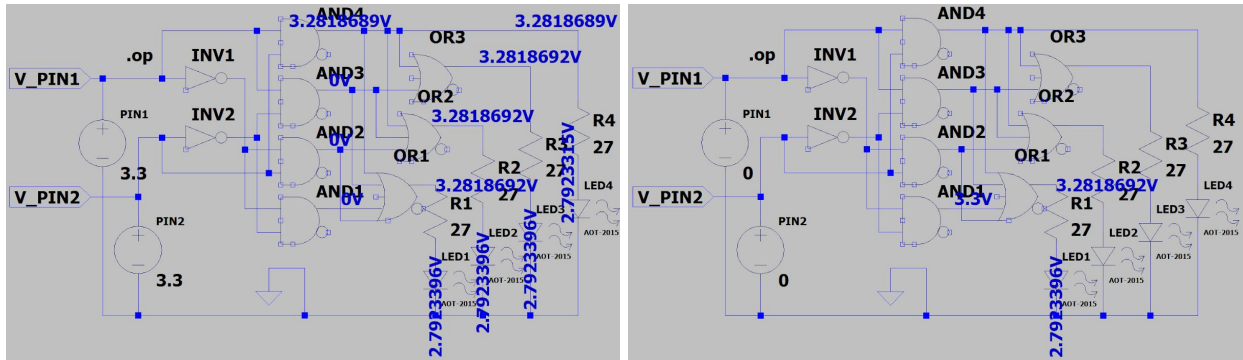 AND4
3.2818689V
3.2818689V
.op
INV1
OR3
3.2818692V
V_PIN1
AND3
0V
OR2
PIN1
INV2
3.2818692V
R4
27
AND2
0V
OR1
R3
27
2.7923315V
R2
27
3.3
AND1
0V
3.2818692V
LED4
V_PIN2
R1
27
LED3
AOT-2015
PIN2
LED2
AOT-2015
LED1
AOT-2015
3.3
2.7923396V
2.7923396V
2.7923396V
AND4
.op
INV1
OR3
V_PIN1
AND3
OR2
PIN1
INV2
R4
27
AND2
OR1
R3
27
R2
27
0
AND1
3.3V
3.2818692V
LED4
V_PIN2
R1
27
LED3
AOT-2015
PIN2
LED2
AOT-2015
LED1
AOT-2015
0
2.7923396V